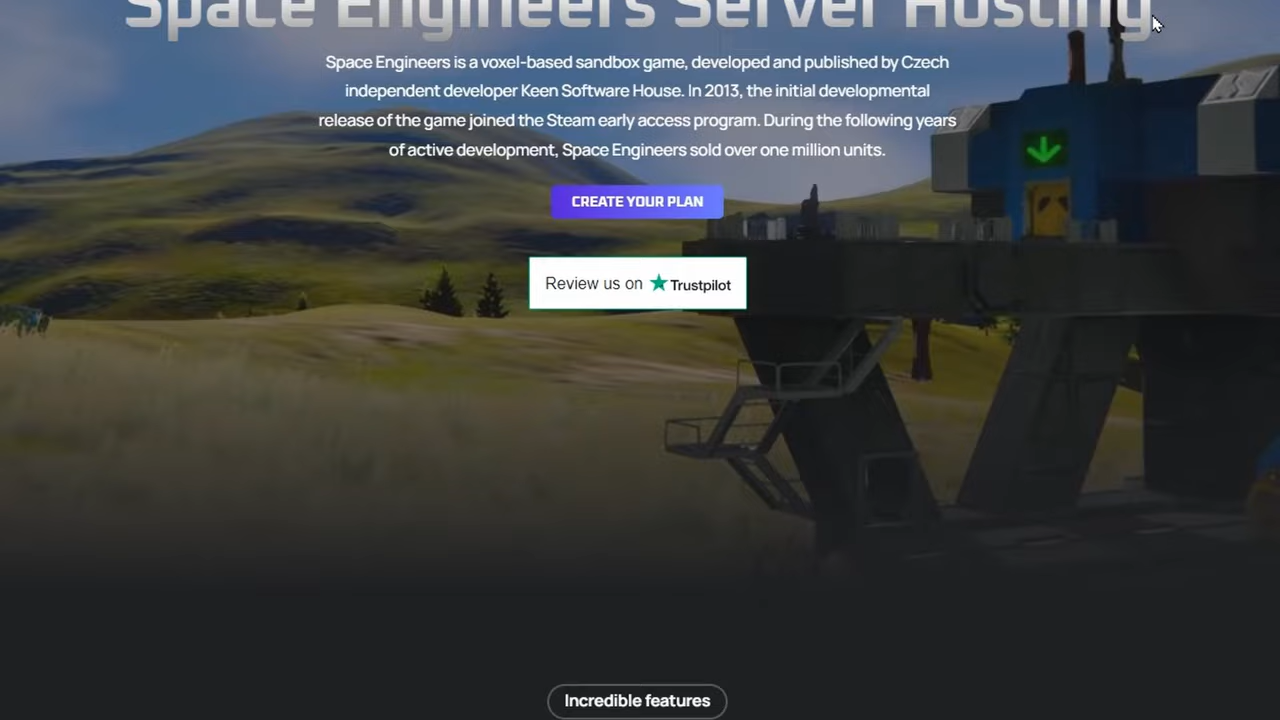 Space Engineers Server Hosting
Space Engineers is a voxel-based sandbox game, developed and published by Czech
independent developer Keen Software House. In 2013, the initial developmental
release of the game joined the Steam early access program. During the following years
of active development, Space Engineers sold over one million units.
CREATE YOUR PLAN
Review us on Trustpilot
Incredible features